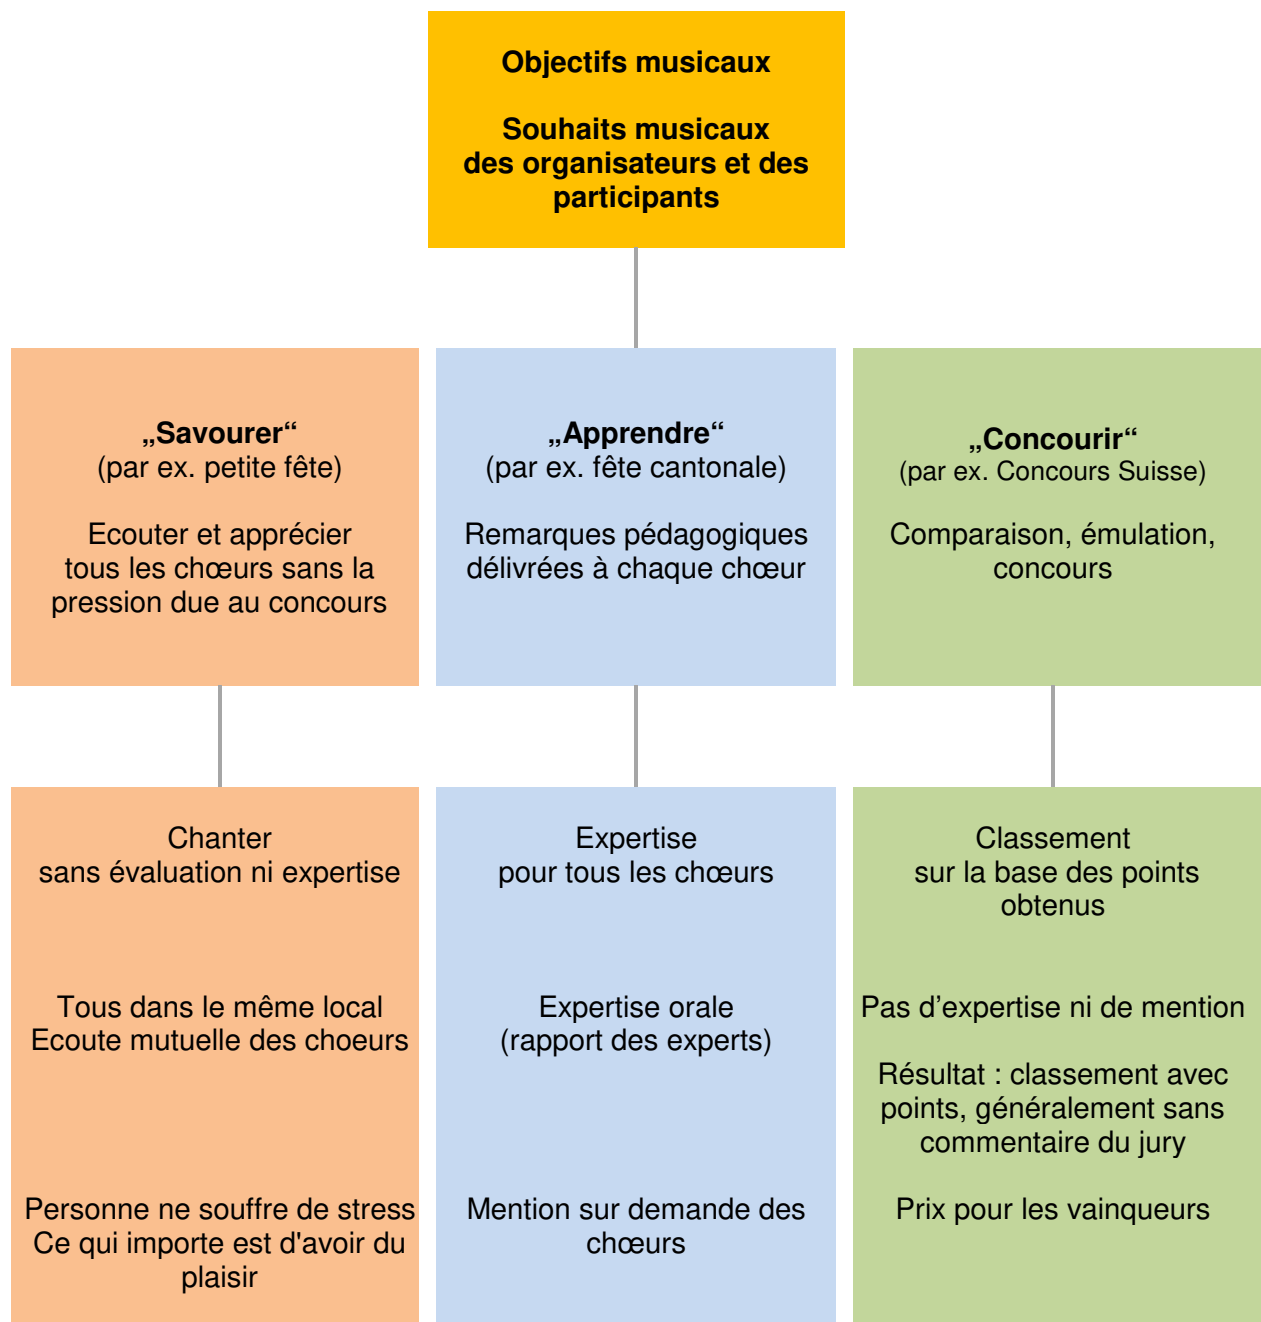 Objectifs musicaux
Souhaits musicaux
des organisateurs et des
participants
„Savourer“
(par ex. petite fête)
Ecouter et apprécier
tous les chœurs sans la
pression due au concours
„Apprendre“
(par ex. fête cantonale)
Remarques pédagogiques
délivrées à chaque chœur
„Concourir“
(par ex. Concours Suisse)
Comparaison, émulation,
concours
Chanter
sans évaluation ni expertise
Tous dans le même local
Ecoute mutuelle des choeurs
Personne ne souffre de stress
Ce qui importe est d'avoir du
plaisir
Expertise
pour tous les chœurs
Expertise orale
(rapport des experts)
Mention sur demande des
chœurs
Classement
sur la base des points
obtenus
Pas d’expertise ni de mention
Résultat : classement avec
points, généralement sans
commentaire du jury
Prix pour les vainqueurs